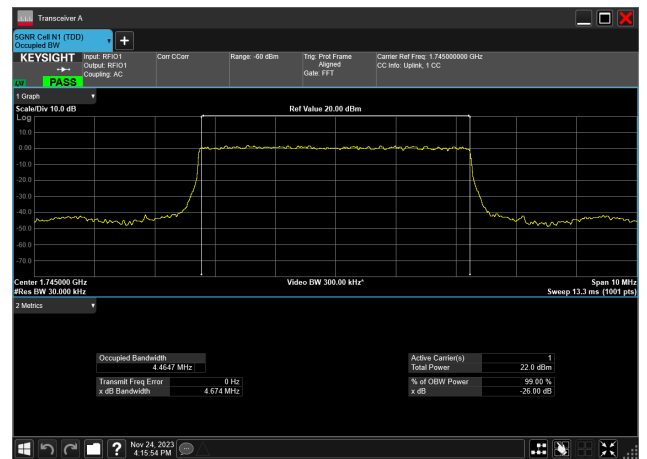 Transceiver A
5GNR Cell N1 (TDD)
Occupied BW
KEYSIGHT
PASS
Input: RFIO1
Output: RFIO1
Coupling: AC
Corr CCorr
Range: -60 dBm
Trig: Prot Frame
Aligned
Gate: FFT
Carrier Ref Freq: 1.745000000 GHz
CC Info: Uplink, 1 CC
1 Graph
Scale/Div 10.0 dB
Ref Value 20.00 dBm
Log
10.0
0.00
-10.0
-20.0
-30.0
-40.0
-50.0
-60.0
-70.0
Center 1.745000 GHz
Video BW 300.00 kHz*
Span 10 MHz
#Res BW 30.000 kHz
Sweep 13.3 ms (1001 pts)
2 Metrics
Occupied Bandwidth
4.4647 MHz
Transmit Freq Error 0 Hz
x dB Bandwidth 4.674 MHz
Active Carrier(s) 1
Total Power 22.0 dBm
% of OBW Power 99.00 %
x dB -26.00 dB
?
Nov 24, 2023
4:15:54 PM